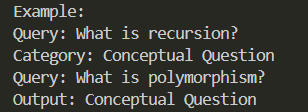 Example:
Query: What is recursion?
Category: Conceptual Question
Query: What is polymorphism?
Output: Conceptual Question